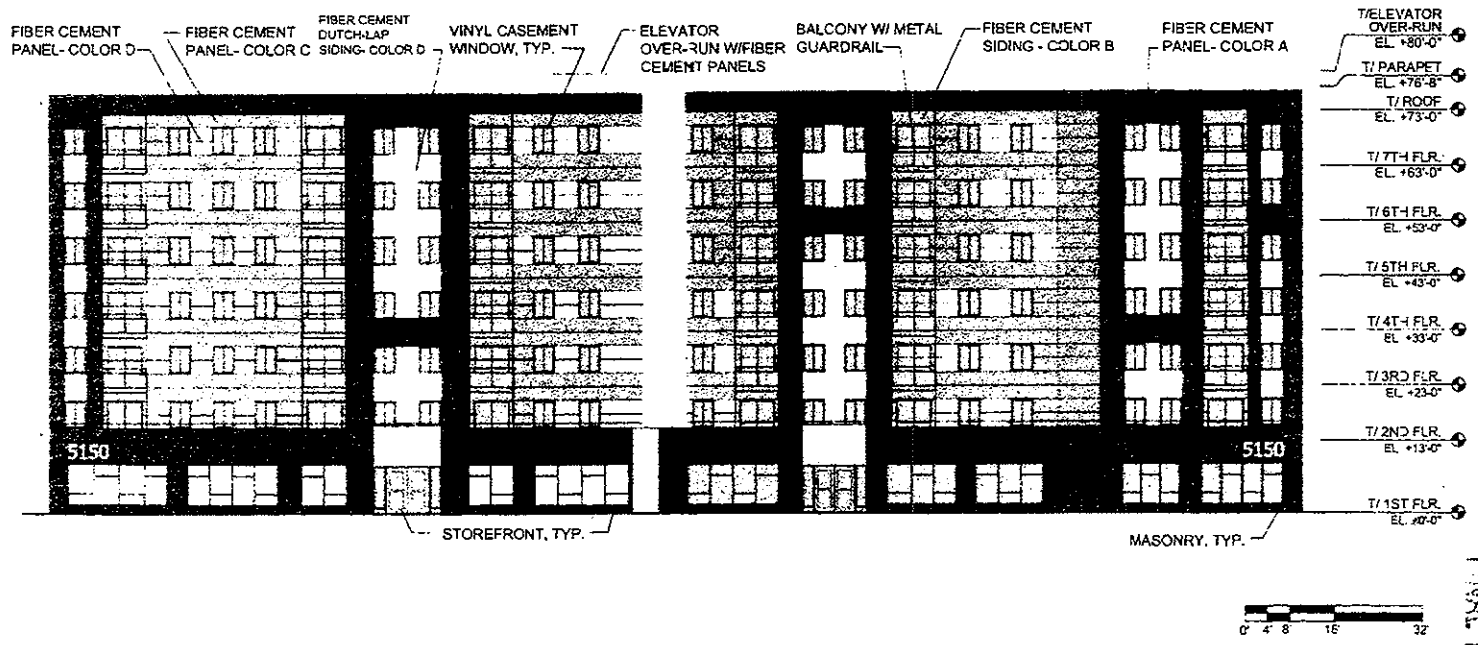 FIBER CEMENT
PANEL- COLOR D
FIBER CEMENT
PANEL- COLOR C
FIBER CEMENT
DUTCH-LAP
SIDING- COLOR D
VINYL CASEMENT
WINDOW, TYP.
ELEVATOR
OVER-RUN W/FIBER
CEMENT PANELS
BALCONY W/ METAL
GUARDRAIL
FIBER CEMENT
SIDING - COLOR B
FIBER CEMENT
PANEL- COLOR A
T/ELEVATOR
OVER-RUN
EL. +80'-0"
T/ PARAPET
EL. +76'-8"
T/ ROOF
EL. +73'-0"
T/ 7TH FLR.
EL. +63'-0"
T/ 6TH FLR.
EL. +53'-0"
T/ 5TH FLR.
EL. +43'-0"
T/ 4TH FLR.
EL. +33'-0"
T/ 3RD FLR.
EL. +23'-0"
T/ 2ND FLR.
EL. +13'-0"
T/ 1ST FLR.
5150
5150
STOREFRONT, TYP.
MASONRY, TYP.
0' 4' 8' 16' 32'